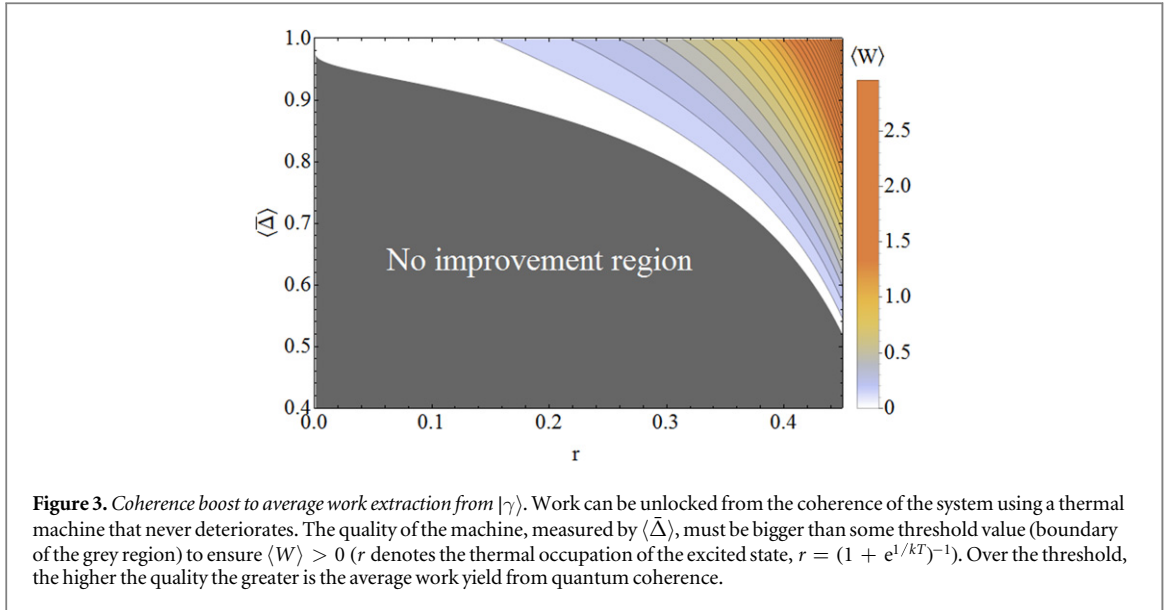 1.0
0.9
0.8
0.7
0.6
0.5
0.4
⟨Δ̄⟩
No improvement region
0.0 0.1 0.2 0.3 0.4
r
⟨W⟩
2.5
2.0
1.5
1.0
0.5
0
Figure 3. Coherence boost to average work extraction from |γ⟩. Work can be unlocked from the coherence of the system using a thermal
machine that never deteriorates. The quality of the machine, measured by ⟨Δ̄⟩, must be bigger than some threshold value (boundary
of the grey region) to ensure ⟨W⟩ > 0 (r denotes the thermal occupation of the excited state, r = (1 + e^{1/kT})^{−1}). Over the threshold,
the higher the quality the greater is the average work yield from quantum coherence.